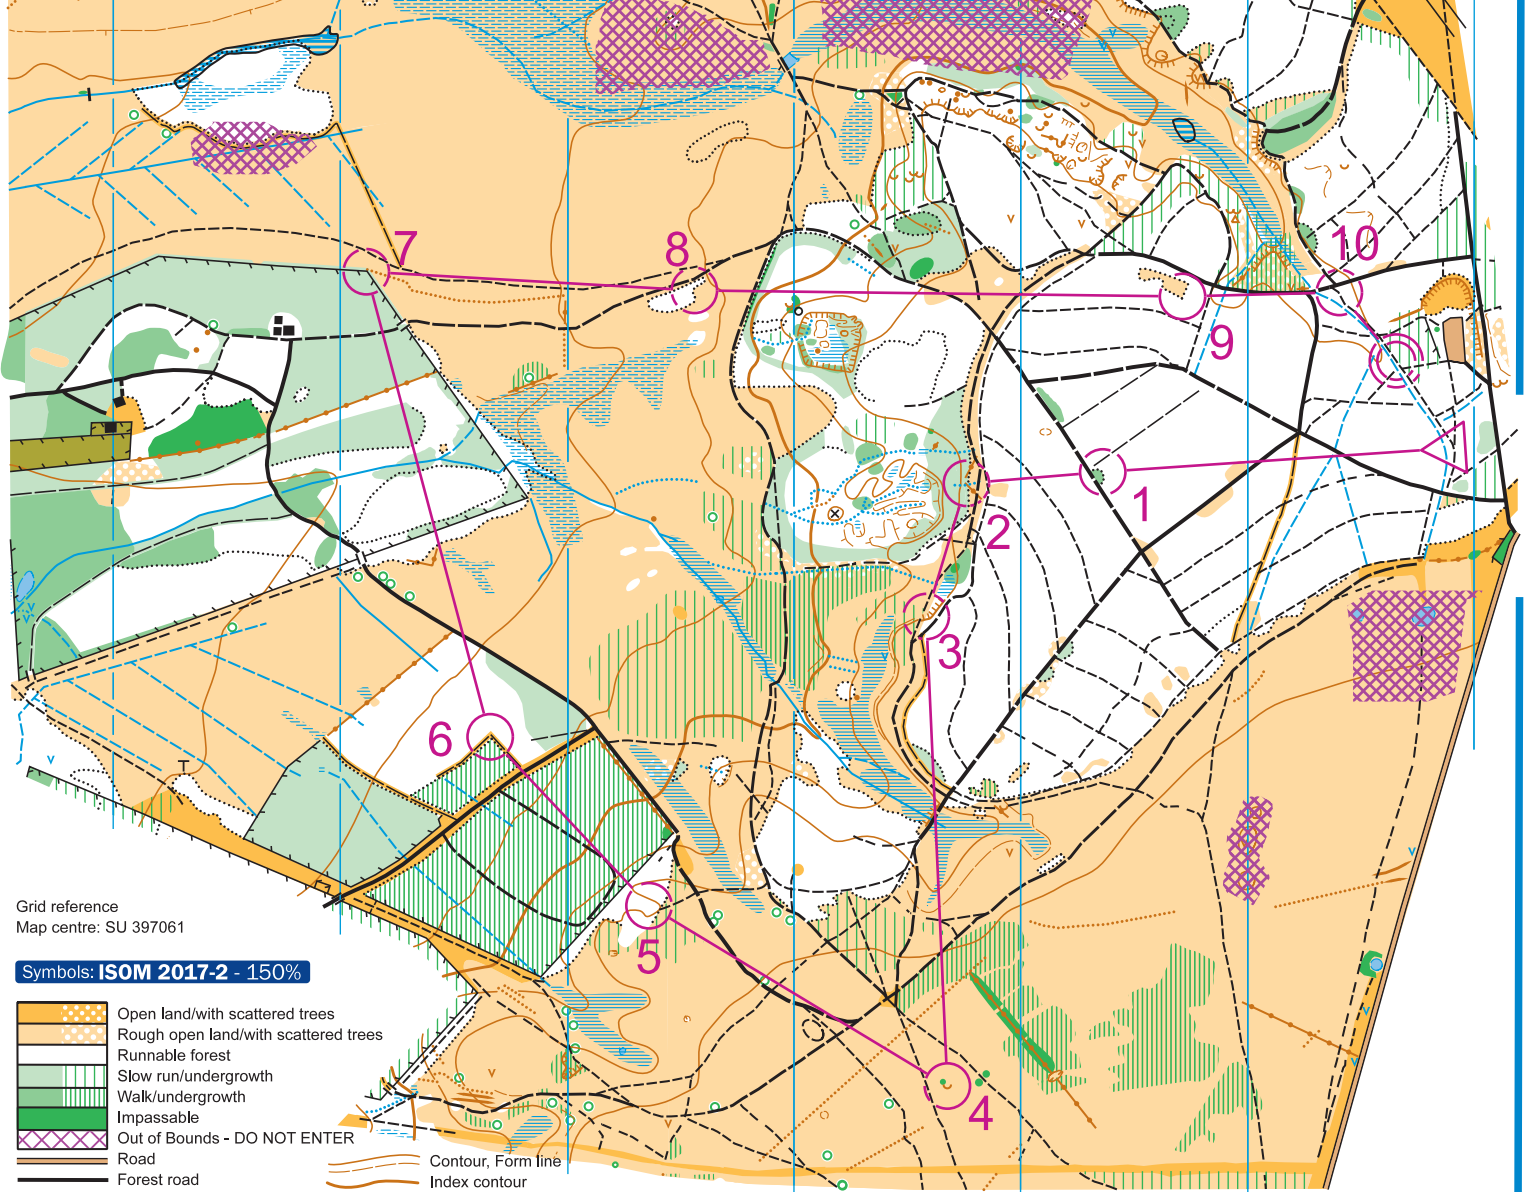 7
8
10
9
1
2
3
6
5
4
T
Grid reference
Map centre: SU 397061
Symbols: ISOM 2017-2 - 150%
Open land/with scattered trees
Rough open land/with scattered trees
Runnable forest
Slow run/undergrowth
Walk/undergrowth
Impassable
Out of Bounds - DO NOT ENTER
Road
Forest road
Contour, Form line
Index contour